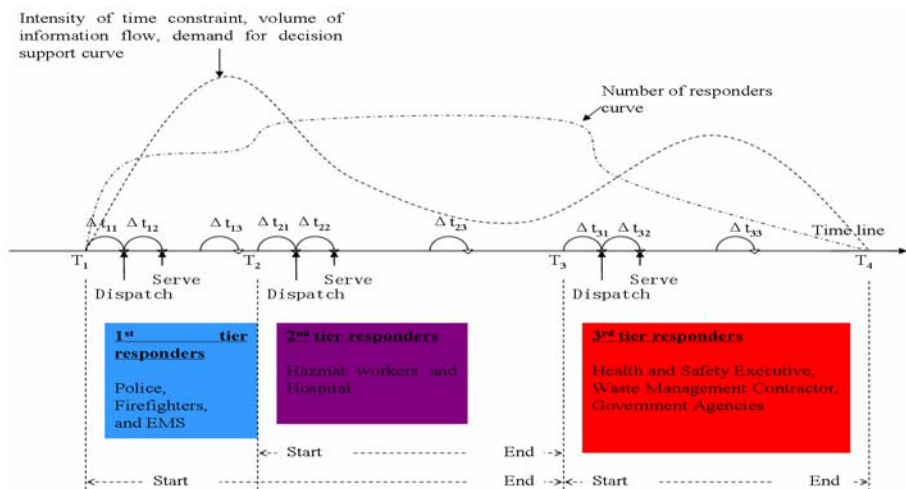 Intensity of time constraint, volume of
information flow, demand for decision
support curve
Number of responders
curve
Δ t11 Δ t12 Δ t13 Δ t21 Δ t22 Δ t23 Δ t31 Δ t32 Δ t33
Time line
T1 T2 T3 T4
Serve Serve Serve
Dispatch Dispatch Dispatch
1st tier
responders
Police,
Firefighters,
and EMS
2nd tier responders
Hazmat workers and
Hospital
3rd tier responders
Health and Safety Executive,
Waste Management Contractor,
Government Agencies
Start End
Start End Start End